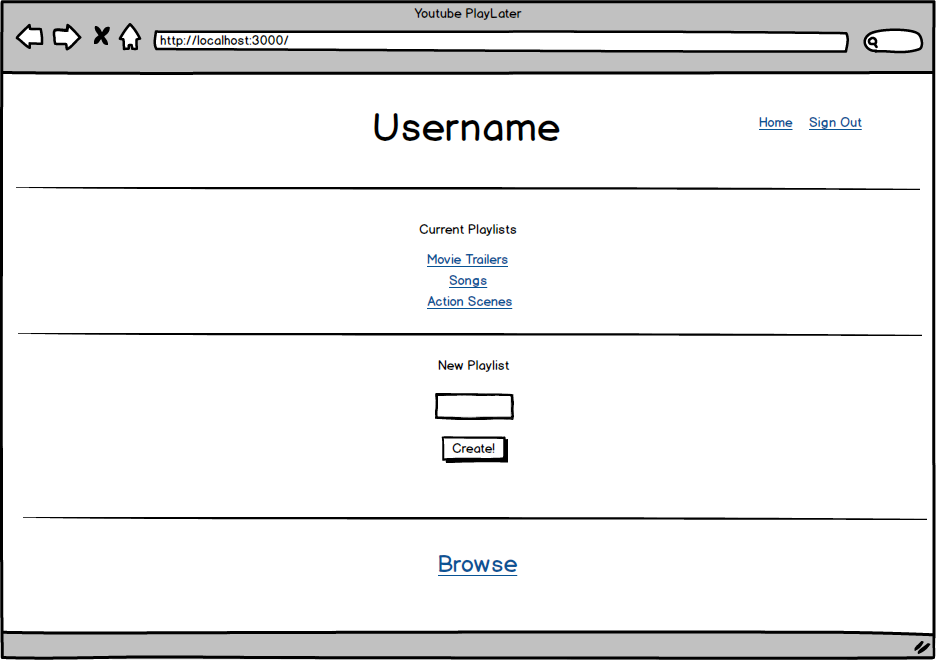 Youtube PlayLater
http://localhost:3000/
Username
Home Sign Out
Current Playlists
Movie Trailers
Songs
Action Scenes
New Playlist
Create!
Browse